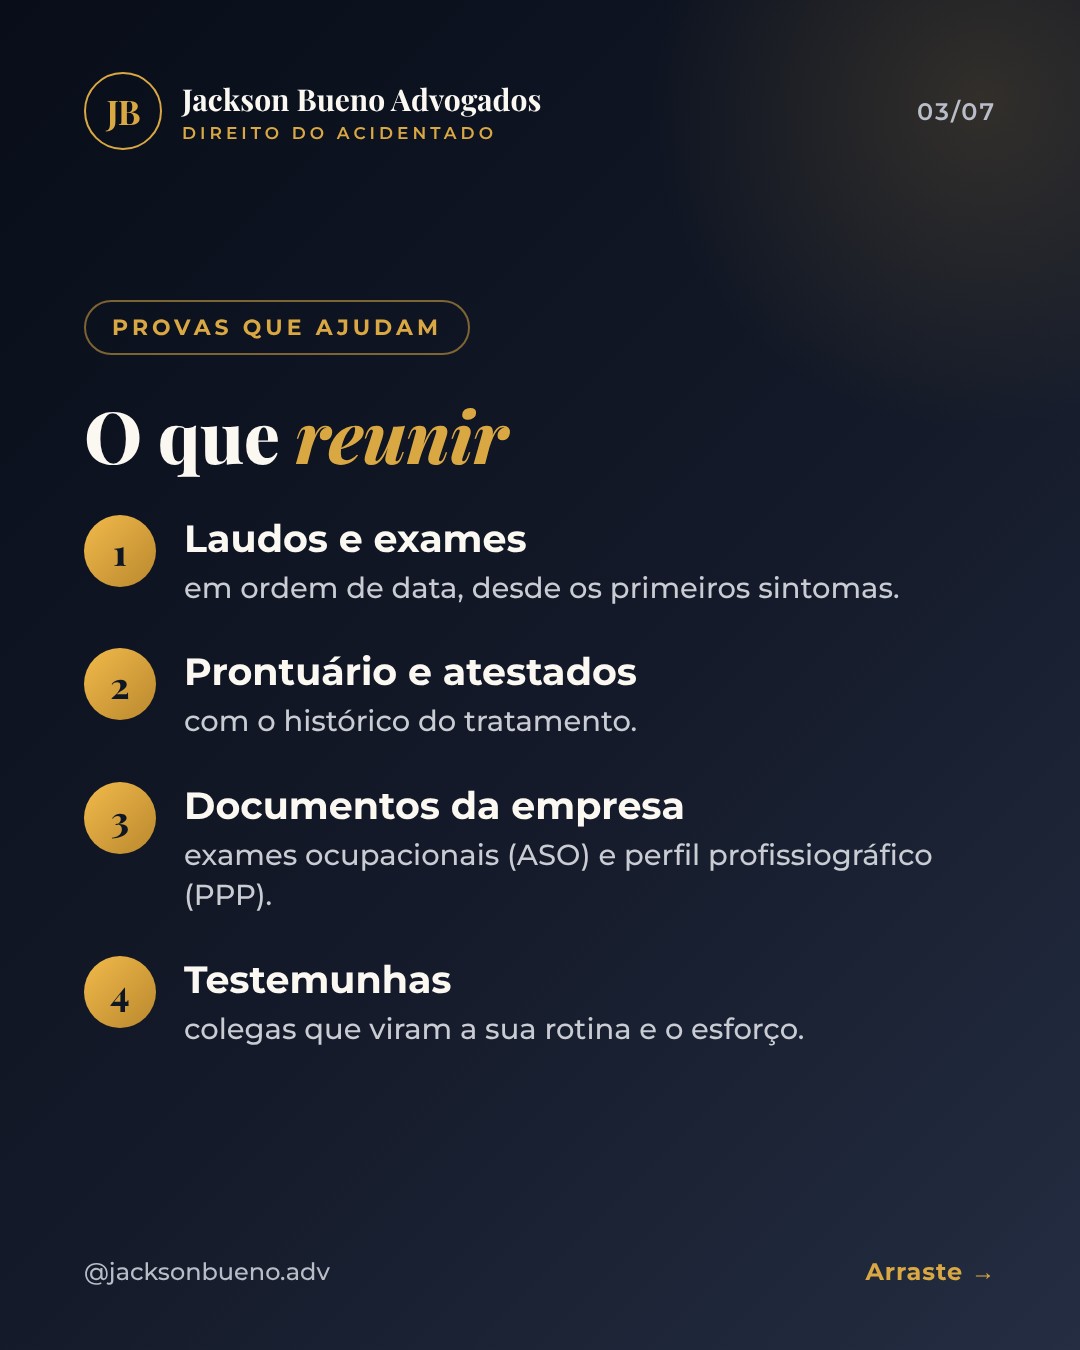 JB
Jackson Bueno Advogados
DIREITO DO ACIDENTADO
03/07
PROVAS QUE AJUDAM
O que reunir
1
Laudos e exames
em ordem de data, desde os primeiros sintomas.
2
Prontuário e atestados
com o histórico do tratamento.
3
Documentos da empresa
exames ocupacionais (ASO) e perfil profissiográfico
(PPP).
4
Testemunhas
colegas que viram a sua rotina e o esforço.
@jacksonbueno.adv
Arraste →